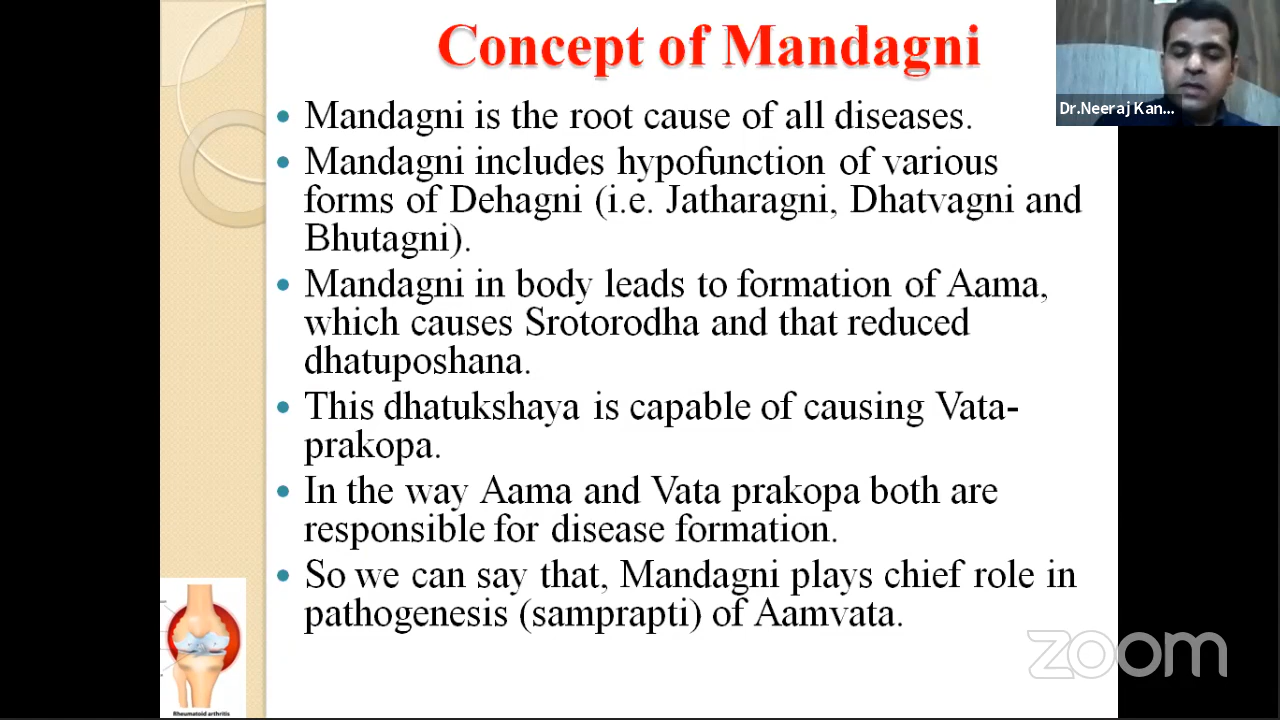 Concept of Mandagni
Dr.Neeraj Kan...
• Mandagni is the root cause of all diseases.
• Mandagni includes hypofunction of various
forms of Dehagni (i.e. Jatharagni, Dhatvagni and
Bhutagni).
• Mandagni in body leads to formation of Aama,
which causes Srotorodha and that reduced
dhatuposhana.
• This dhatukshaya is capable of causing Vata-
prakopa.
• In the way Aama and Vata prakopa both are
responsible for disease formation.
• So we can say that, Mandagni plays chief role in
pathogenesis (samprapti) of Aamvata.
Rheumatoid arthritis
zoom